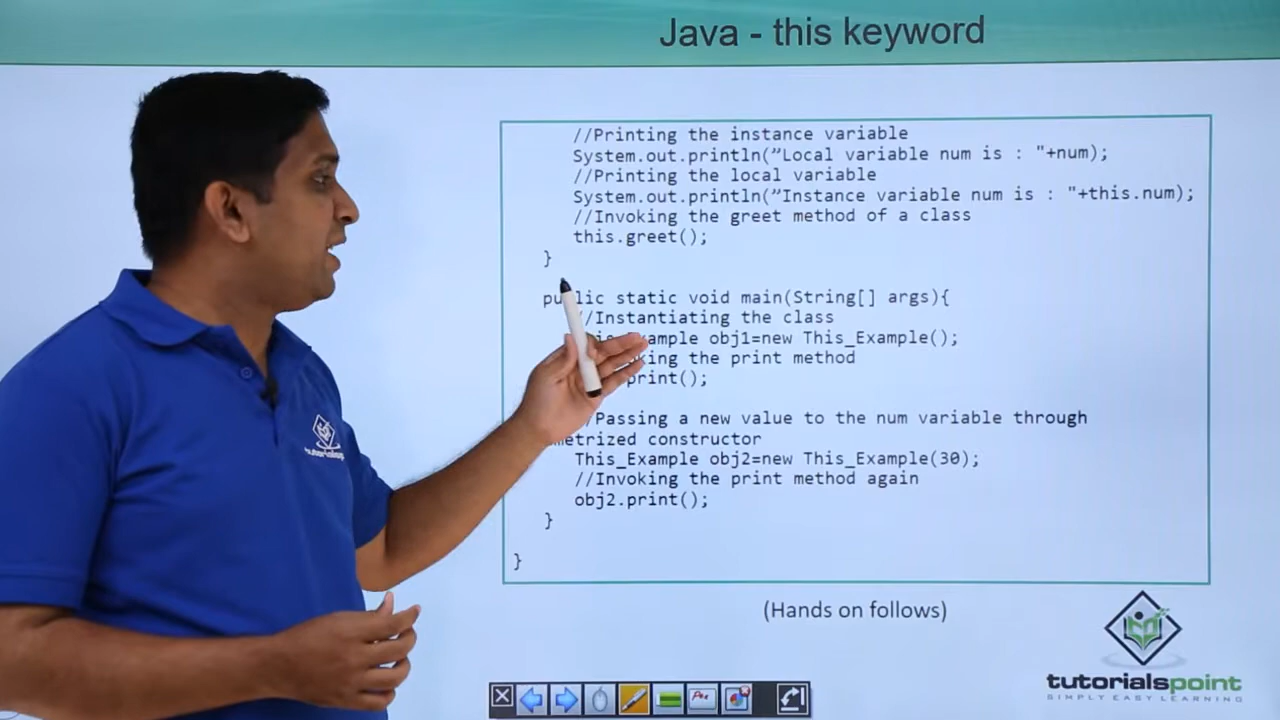 Java - this keyword
//Printing the instance variable
System.out.println(”Local variable num is : "+num);
//Printing the local variable
System.out.println(”Instance variable num is : "+this.num);
//Invoking the greet method of a class
this.greet();
}
public static void main(String[] args){
//Instantiating the class
obj1=new This_Example();
the print method
print();
//Passing a new value to the num variable through
constructor
This_Example obj2=new This_Example(30);
//Invoking the print method again
obj2.print();
}
}
(Hands on follows)
tutorialspoint
SIMPLY EASY LEARNING